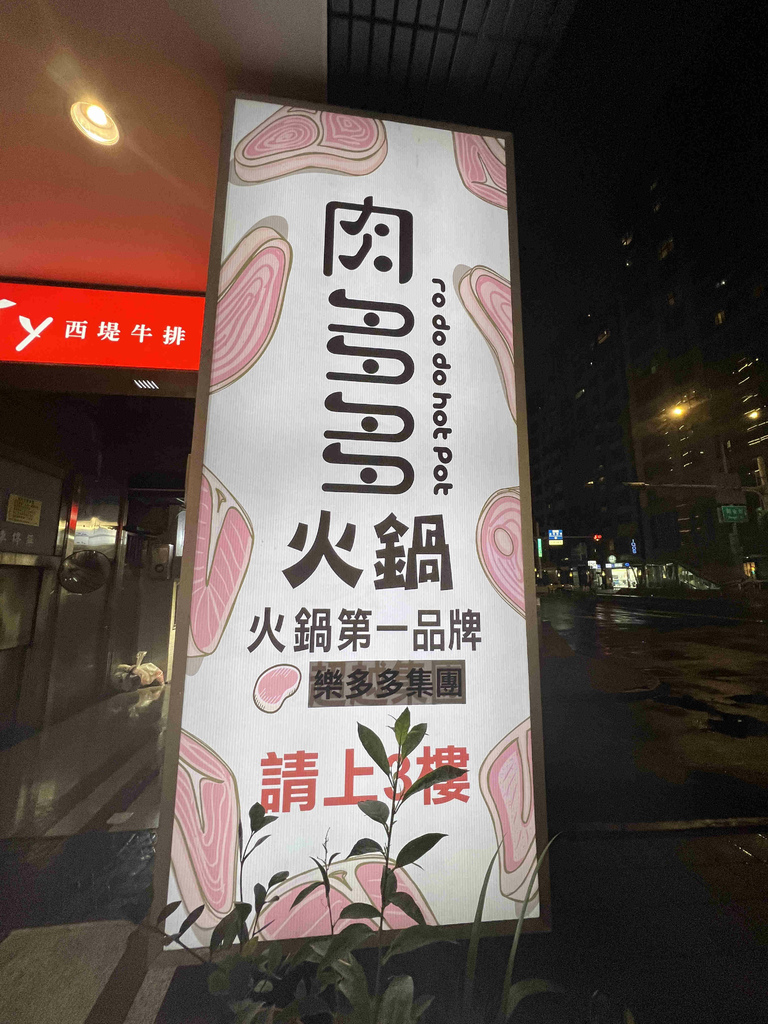 肉多多
ro do do hot pot
火鍋
火鍋第一品牌
樂多多集團
請上3樓
西堤牛排